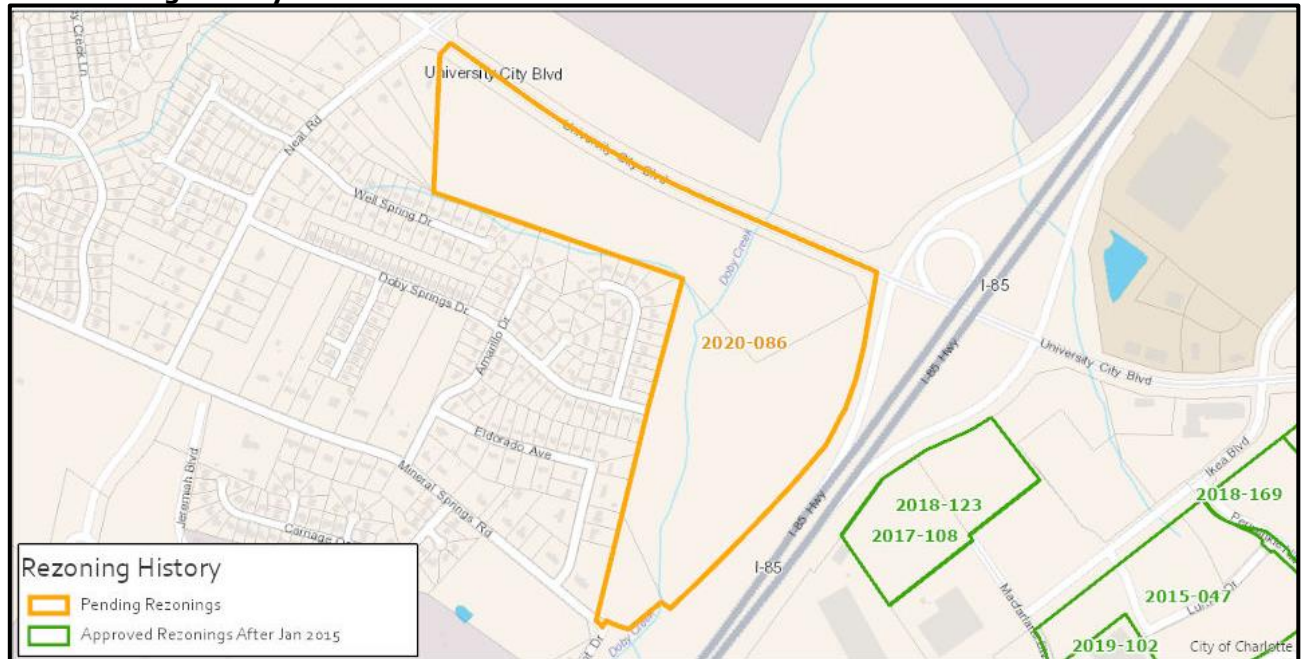 University City Blvd
Neal Rd
University City Blvd
Well Spring Dr
Doby Creek
I-85
Doby Springs Dr
Amarillo Dr
2020-086
I-85 Hwy
University City Blvd
Eldorado Ave
Jeremiah Blvd
Mineral Springs Rd
Ikea Blvd
2018-169
2018-123
2017-108
I-85 Hwy
I-85
2015-047
2019-102
Doby Creek
City of Charlotte
Rezoning History
Pending Rezonings
Approved Rezonings After Jan 2015